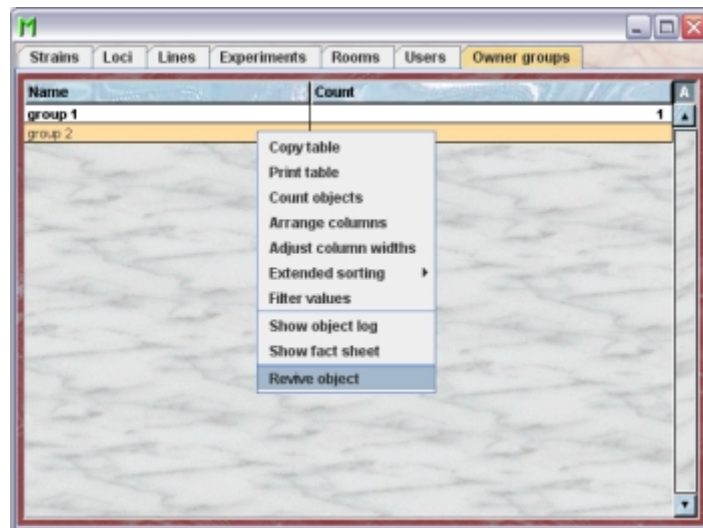 M
Strains Loci Lines Experiments Rooms Users Owner groups
Name Count A
group 1 1
group 2
Copy table
Print table
Count objects
Arrange columns
Adjust column widths
Extended sorting
Filter values
Show object log
Show fact sheet
Revive object